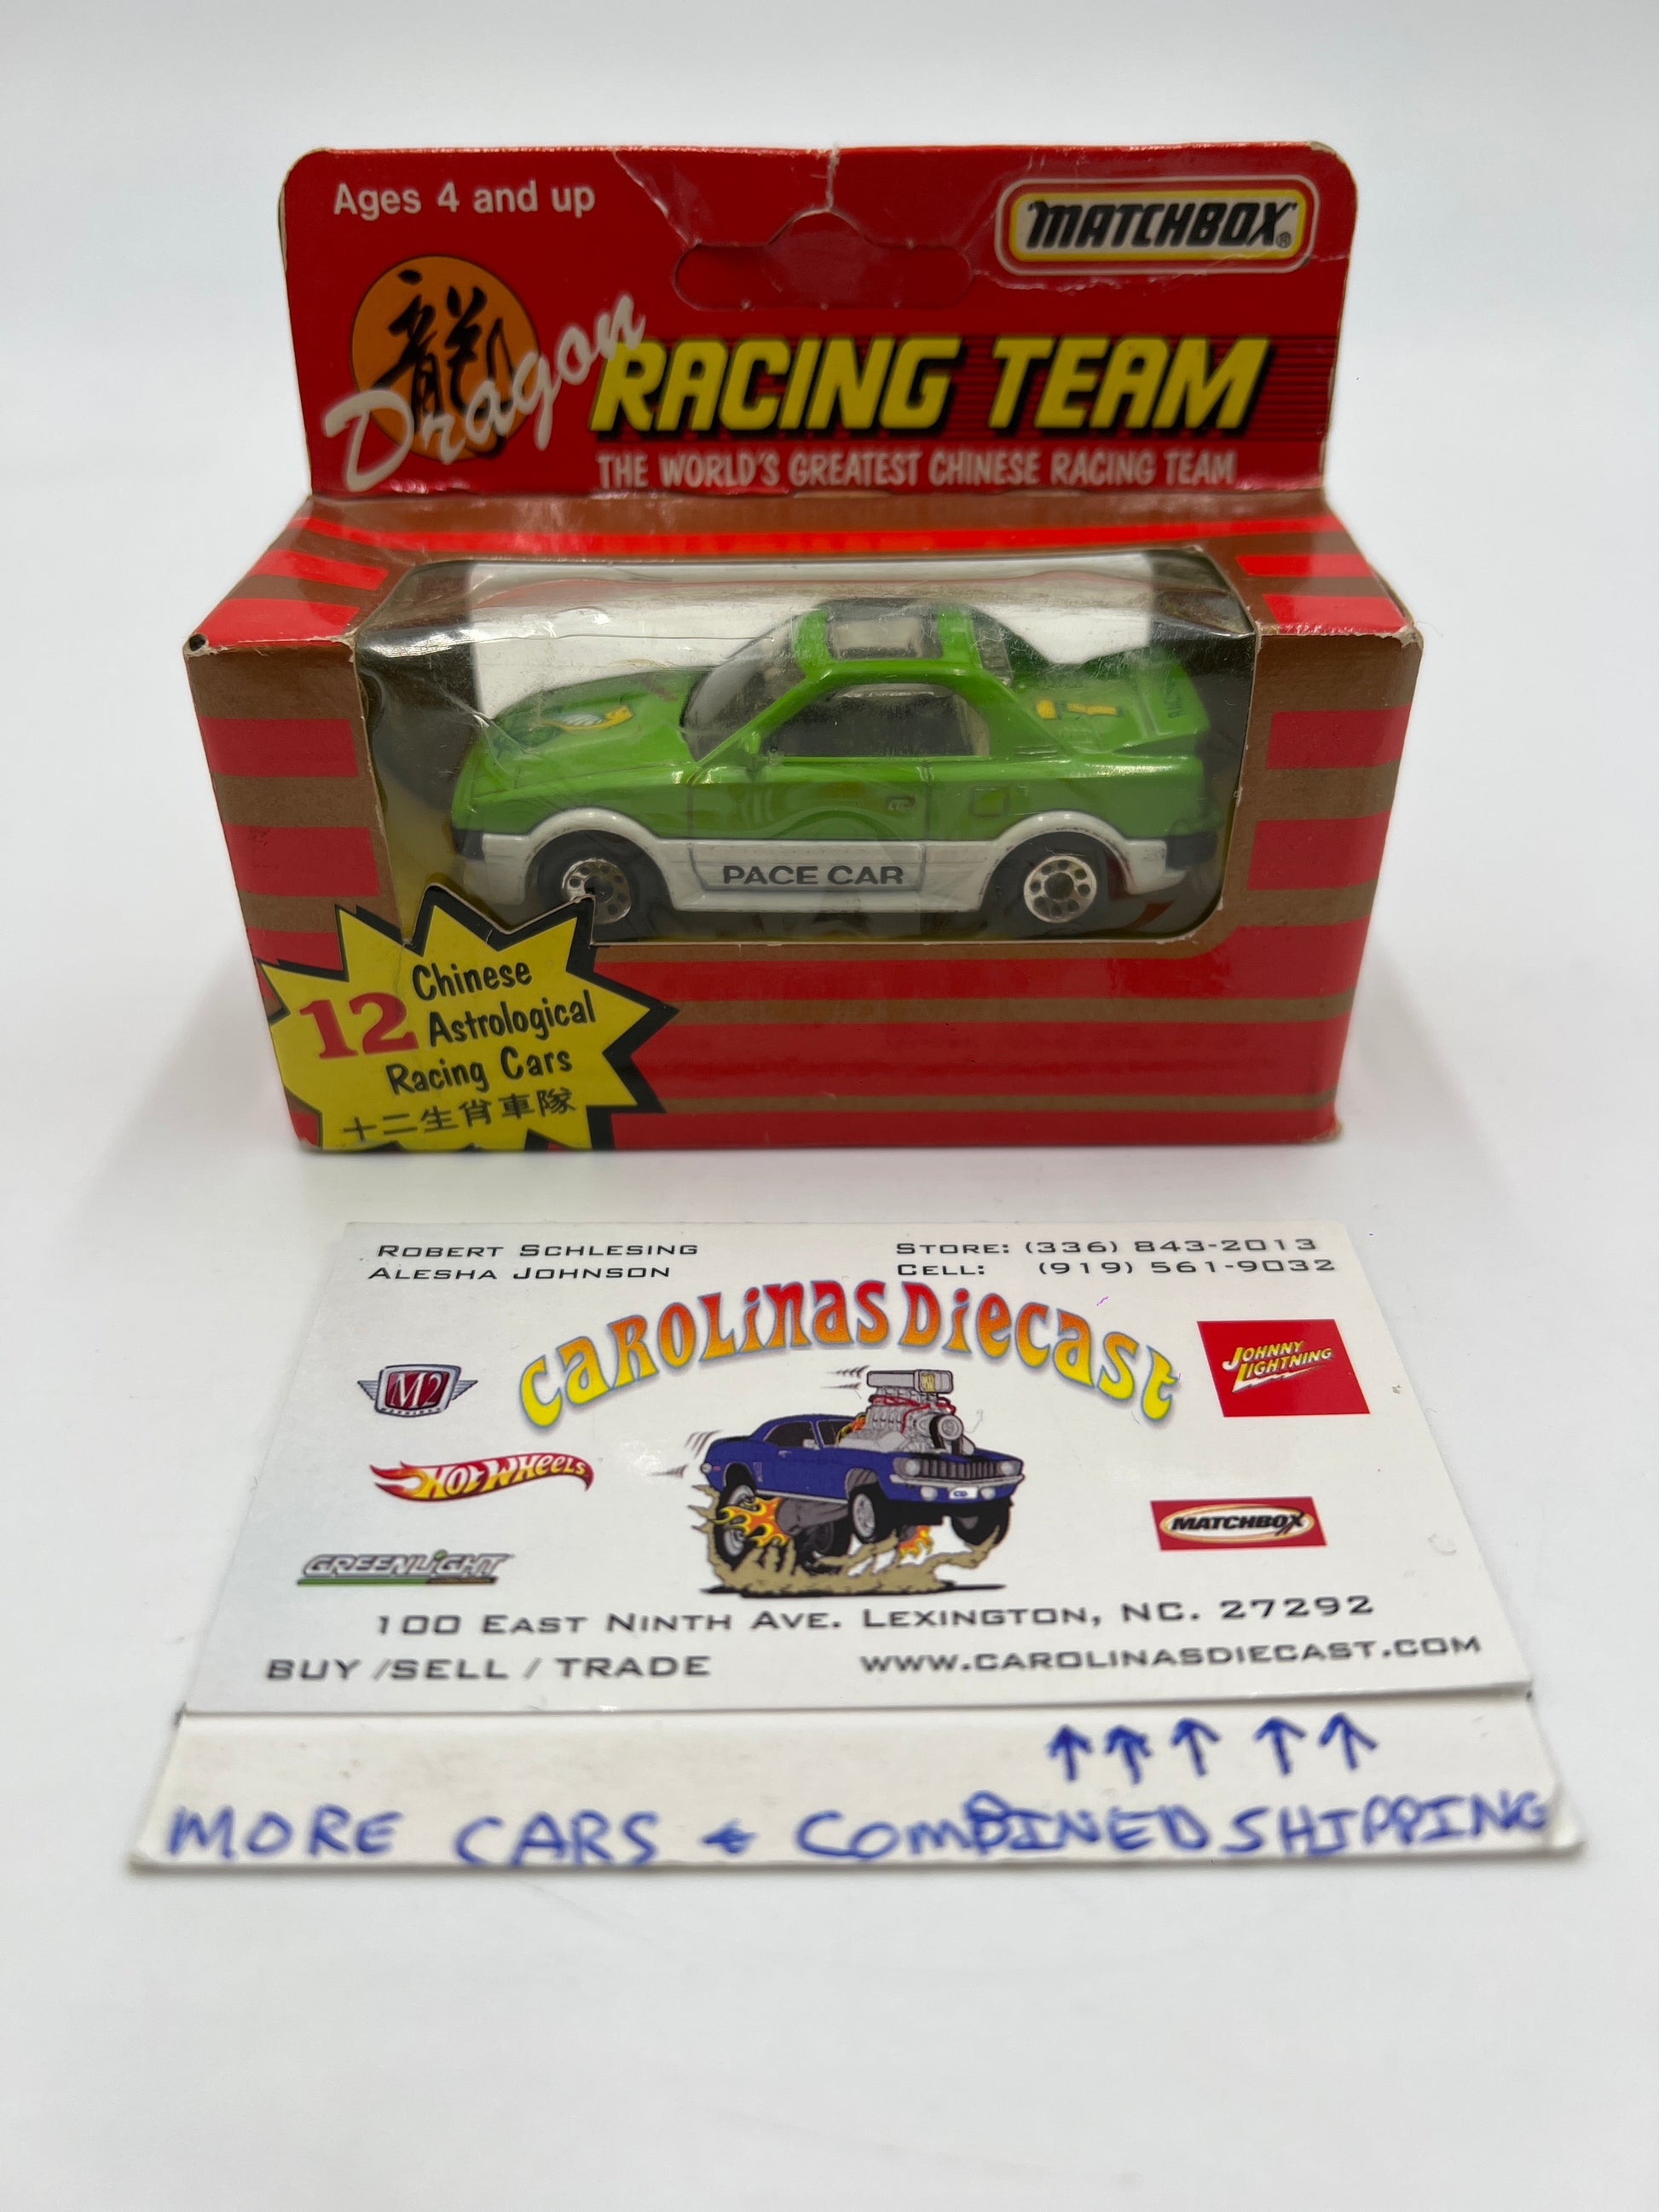 Ages 4 and up
MATCHBOX®
龍
Dragon
RACING TEAM
THE WORLD'S GREATEST CHINESE RACING TEAM
PACE CAR
12 Chinese
Astrological
Racing Cars
十二生肖車隊
ROBERT SCHLESING
ALESHA JOHNSON
STORE: (336) 843-2013
CELL: (919) 561-9032
CAROLINAS DIECAST
M2
JOHNNY
LIGHTNING
HOT WHEELS
MATCHBOX
GREENLIGHT
100 EAST NINTH AVE. LEXINGTON, NC. 27292
BUY /SELL / TRADE
WWW.CAROLINASDIECAST.COM
↑↑↑ ↑↑
MORE CARS & COMBINED SHIPPING